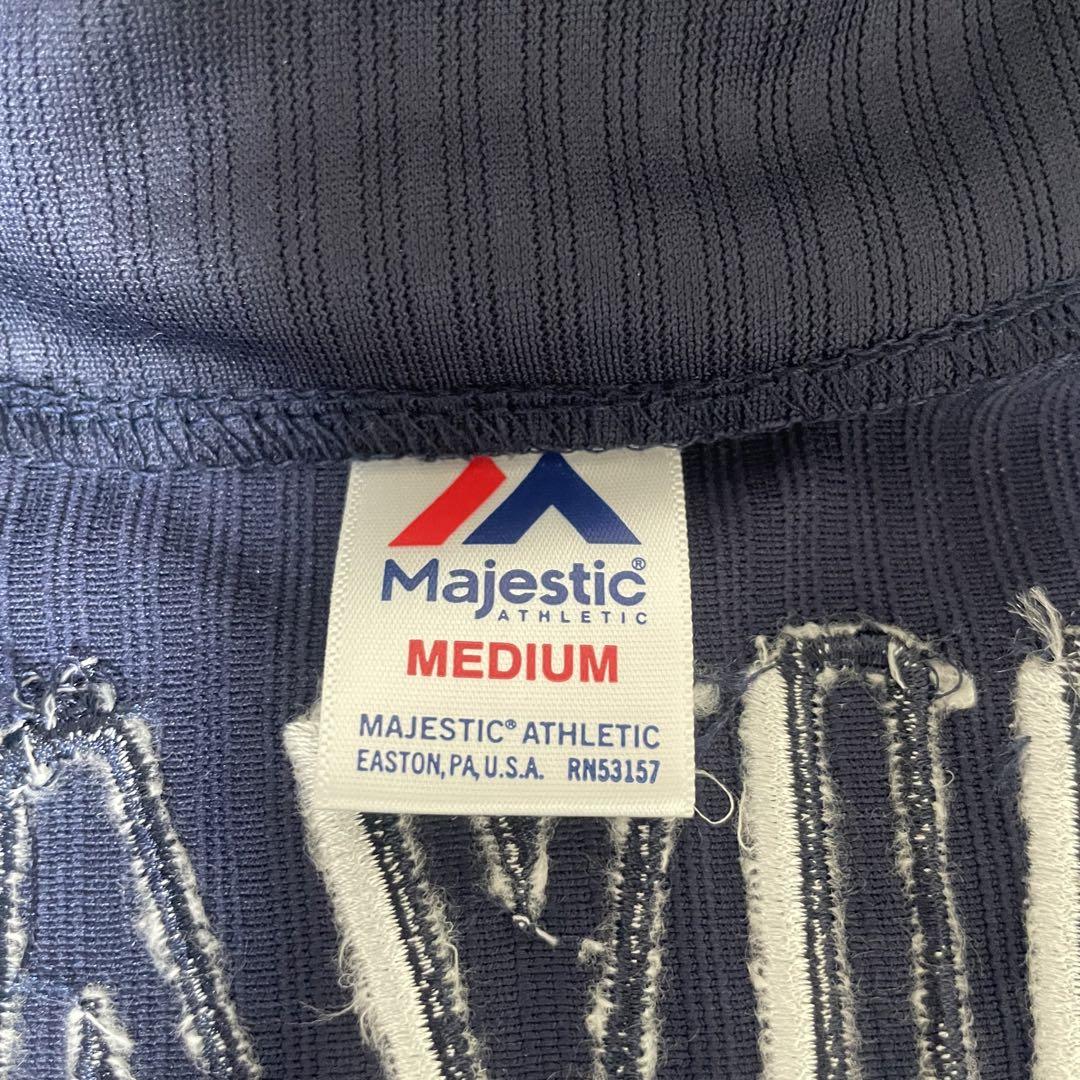 Majestic®
ATHLETIC
MEDIUM
MAJESTIC® ATHLETIC
EASTON, PA, U.S.A. RN53157